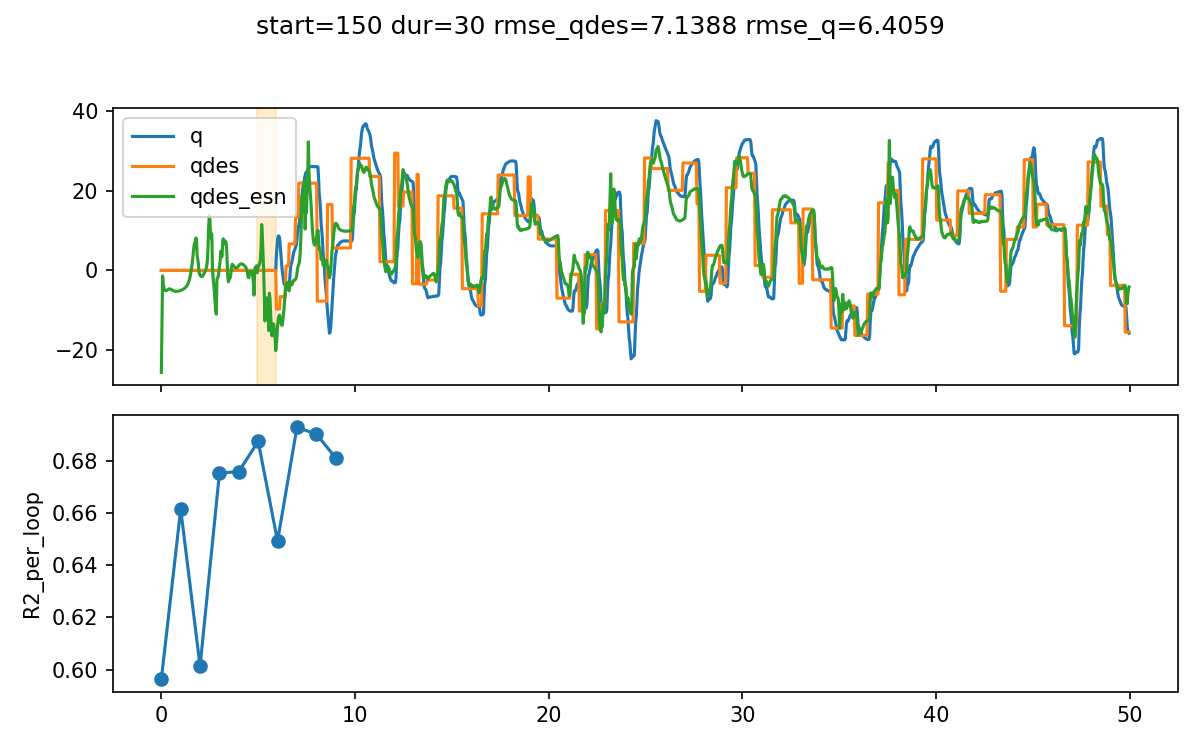 start=150 dur=30 rmse_qdes=7.1388 rmse_q=6.4059
40
20
0
−20
q
qdes
qdes_esn
0.68
0.66
0.64
0.62
0.60
R2_per_loop
0 10 20 30 40 50